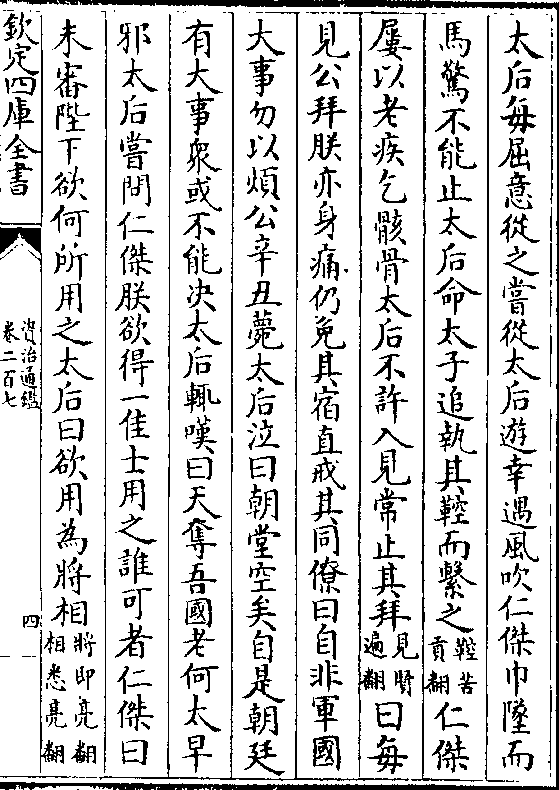 太后每屈意從之嘗從太后遊幸遇風吹仁傑巾墜而
馬驚不能止太后命太子追執其鞚而繫之鞚苦貢翻仁傑
屢以老疾乞骸骨太后不許入見常止其拜見賢遍翻曰每
見公拜朕亦身痛仍免其宿直戒其同僚曰自非軍國
大事勿以煩公辛丑薨太后泣曰朝堂空矣自是朝廷
有大事衆或不能決太后輒嘆曰天奪吾國老何太早
邪太后嘗問仁傑朕欲得一佳士用之誰可者仁傑曰
未審陛下欲何所用之太后曰欲用為將相將即亮翻相悉亮翻
欽定四庫全書
資治通鑑
卷二百七
四